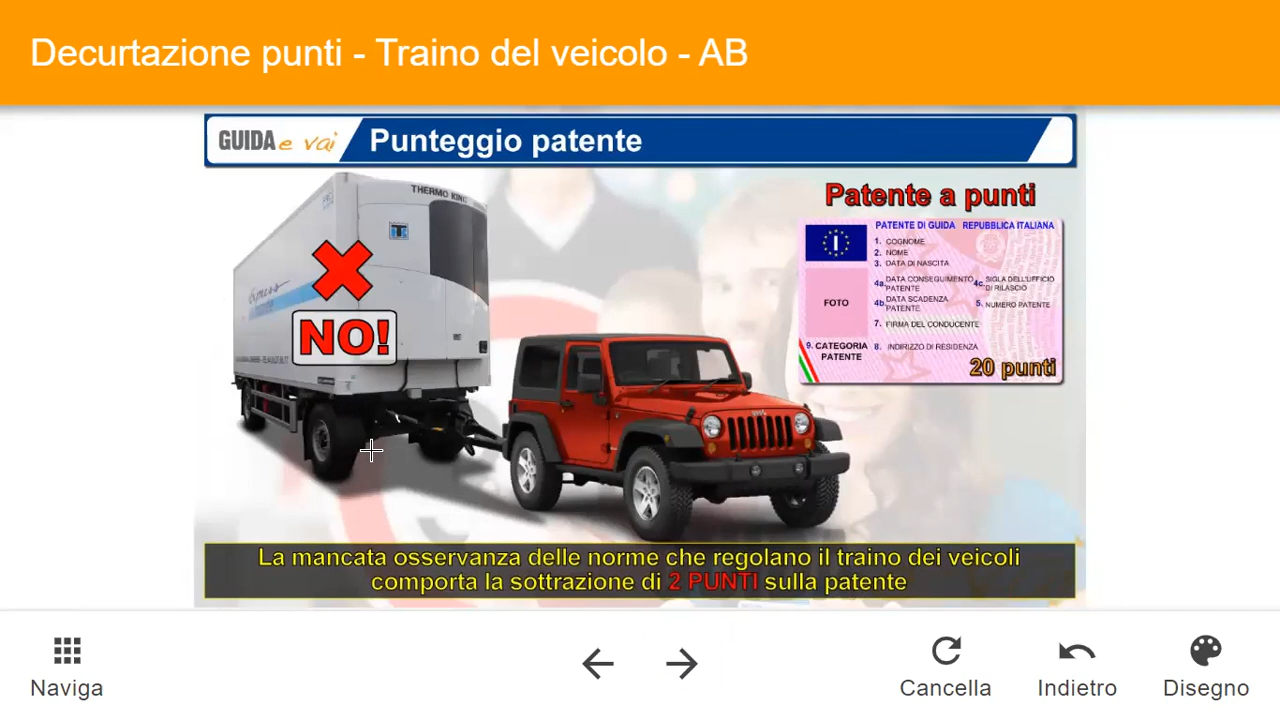 Decurtazione punti - Traino del veicolo - AB
GUIDA e vai
Punteggio patente
THERMO KING
Patente a punti
PATENTE DI GUIDA REPUBBLICA ITALIANA
I
1. COGNOME
2. NOME
3. DATA DI NASCITA
4a. DATA CONSEGUIMENTO PATENTE
4c. SIGLA DELL'UFFICIO DI RILASCIO
4b. DATA SCADENZA PATENTE
5. NUMERO PATENTE
FOTO
7. FIRMA DEL CONDUCENTE
9. CATEGORIA PATENTE
8. INDIRIZZO DI RESIDENZA
20 punti
NO!
Jeep
La mancata osservanza delle norme che regolano il traino dei veicoli
comporta la sottrazione di 2 PUNTI sulla patente
Naviga
Cancella
Indietro
Disegno